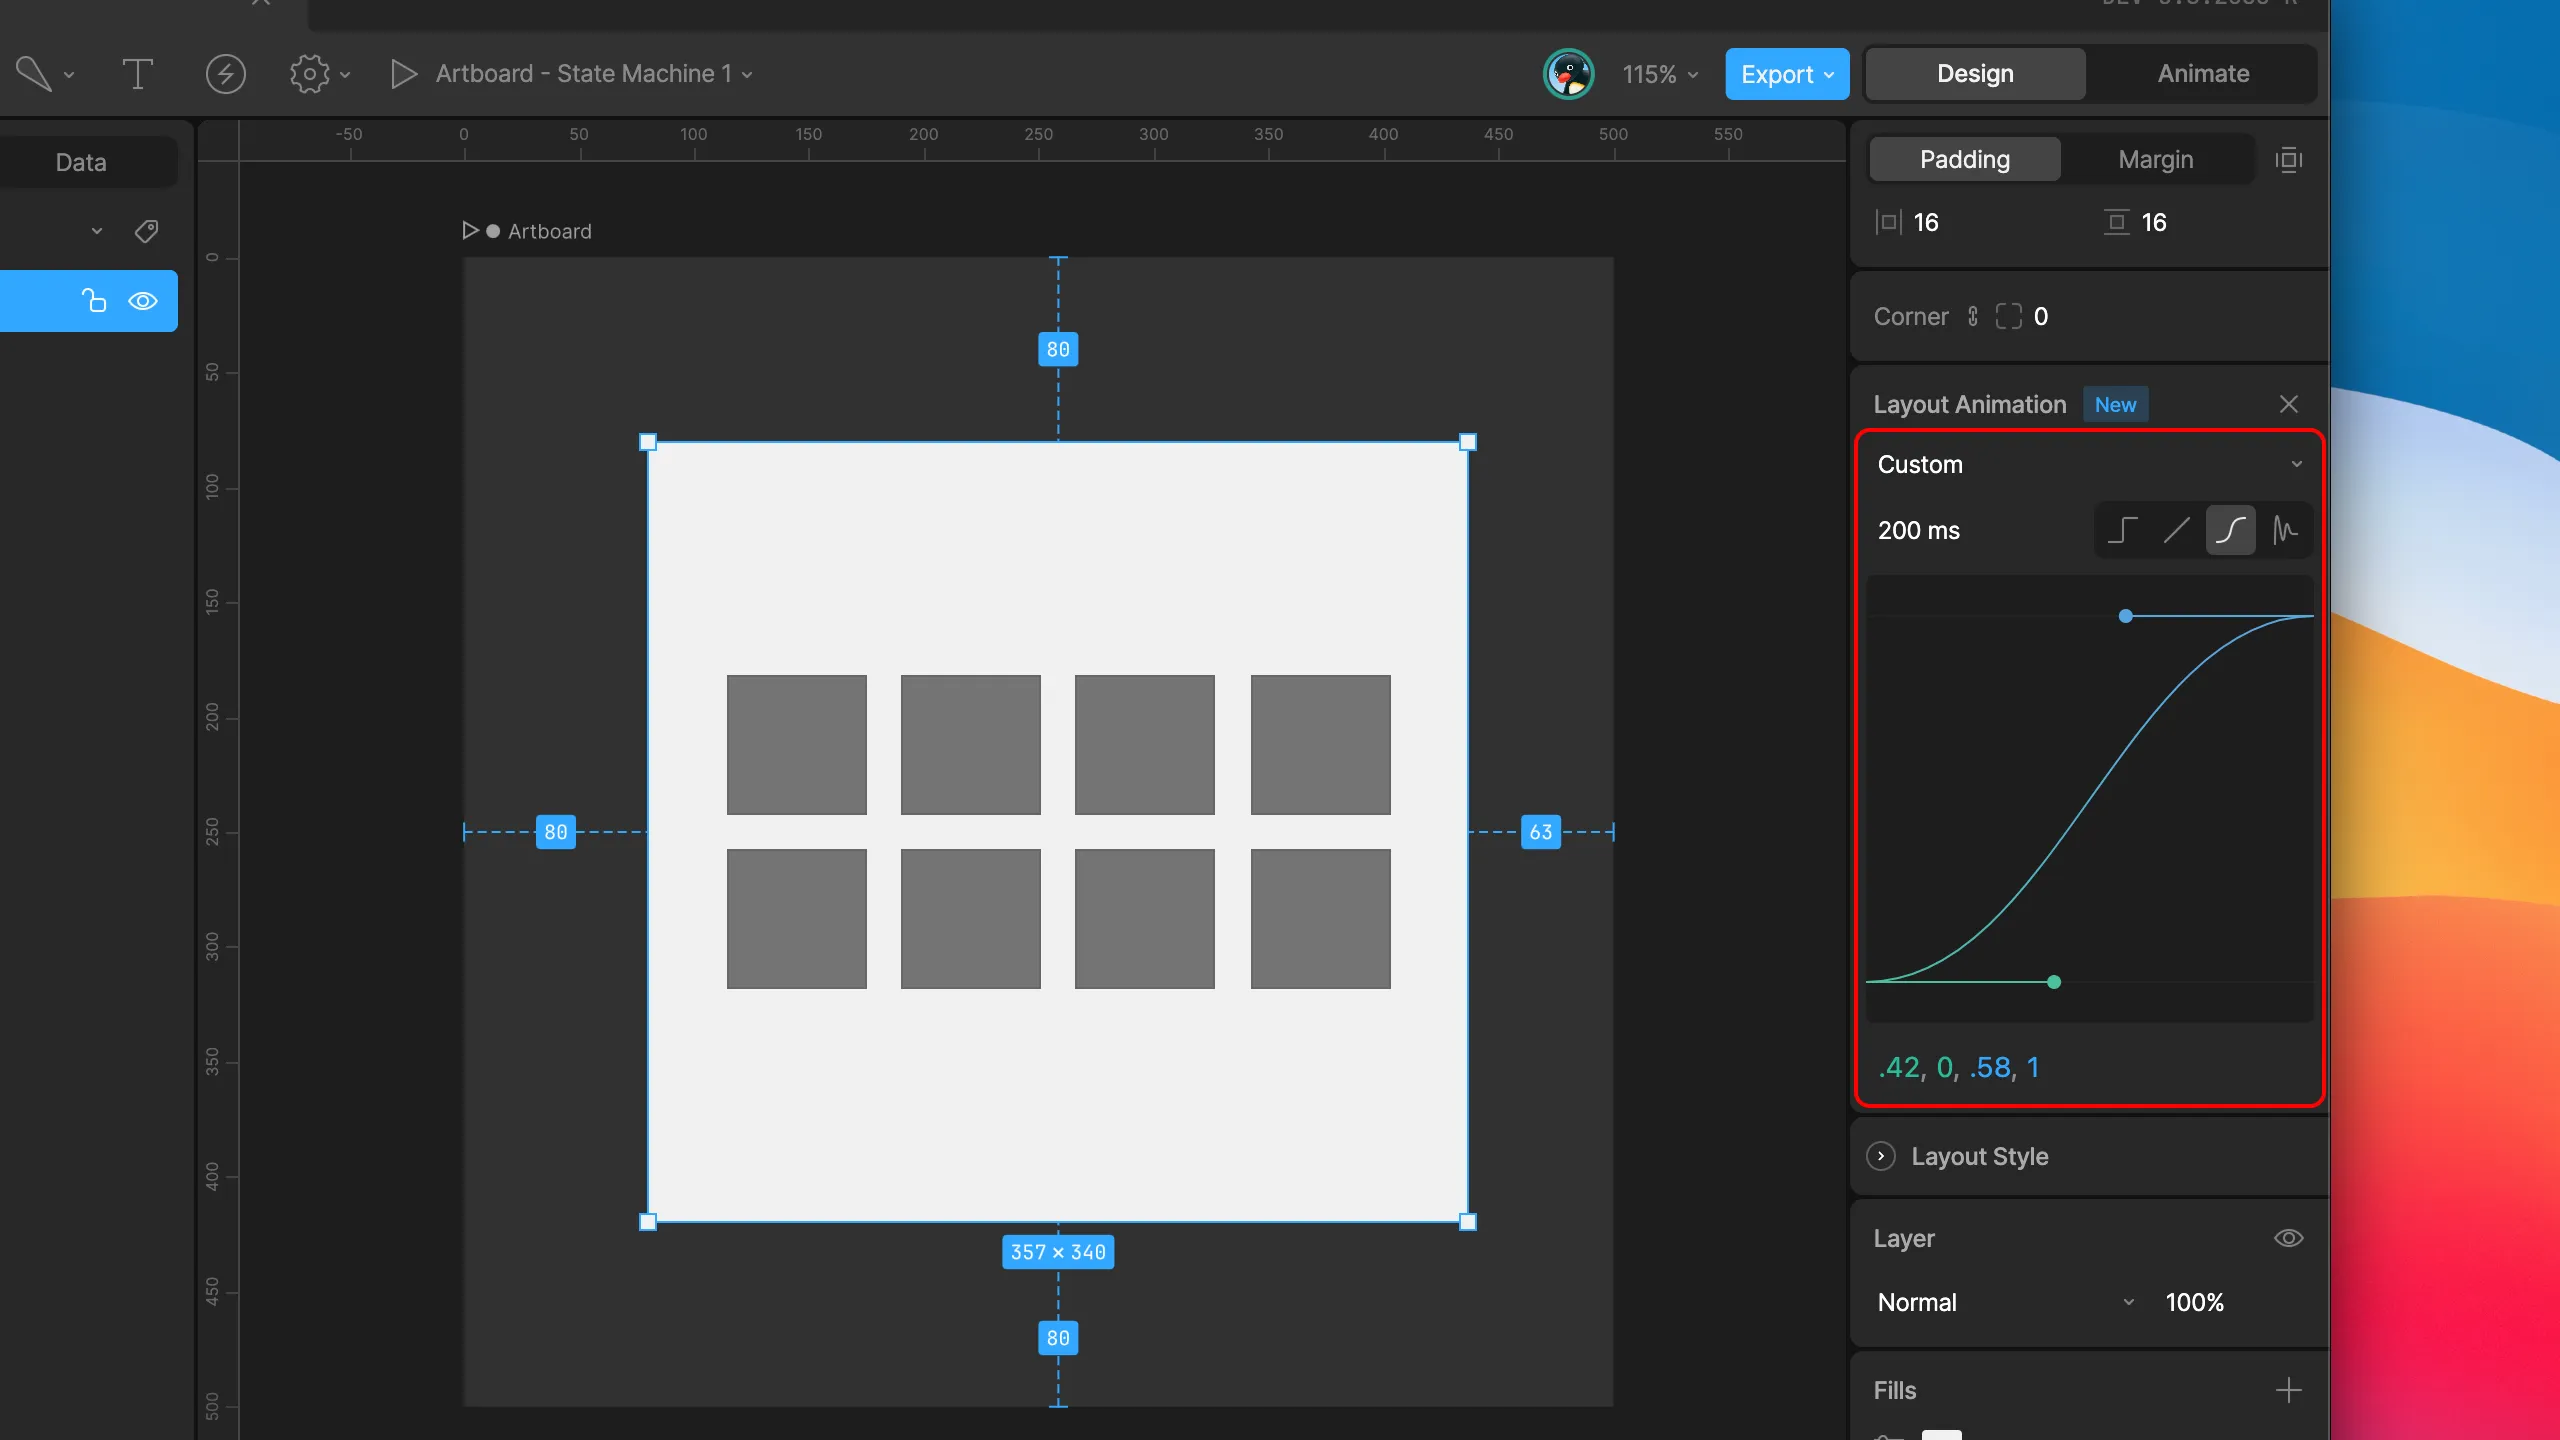 Artboard - State Machine 1
115%
Export
Design
Animate
Data
-50 0 50 100 150 200 250 300 350 400 450 500 550
Padding
Margin
16
16
Artboard
0
50
100
150
200
250
300
350
400
450
500
80
80
63
357 × 340
80
Corner
0
Layout Animation
New
Custom
200 ms
.42, 0, .58, 1
Layout Style
Layer
Normal
100%
Fills